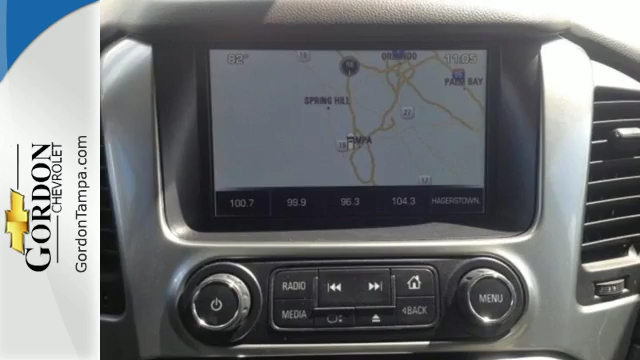 GORDON
CHEVROLET
GordonTampa.com
82°
ORLANDO
11:05
PALM BAY
SPRING HILL
TAMPA
100.7
99.9
96.3
104.3
HAGERSTOWN,
RADIO
MEDIA
BACK
MENU